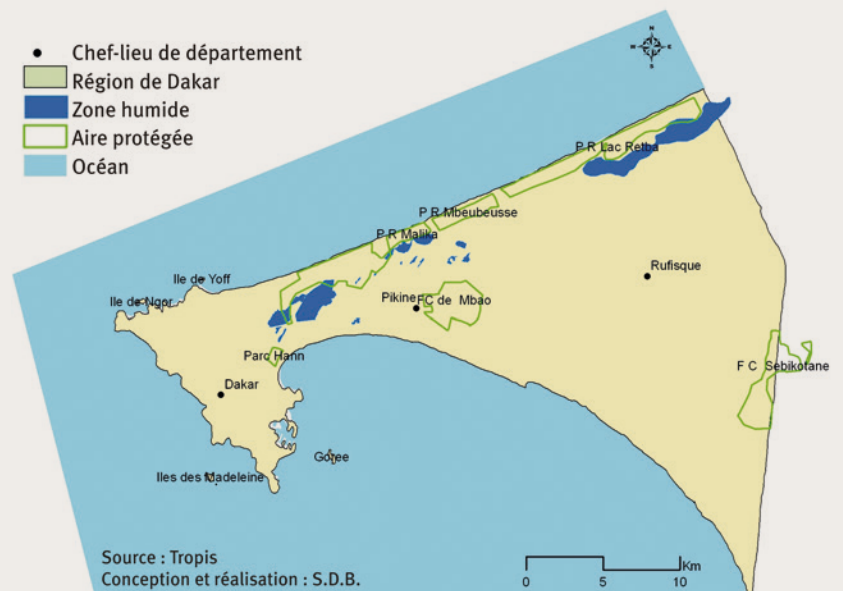 N
W
E
S
Chef-lieu de département
Région de Dakar
Zone humide
Aire protégée
Océan
P R Lac Retba
P R Mbeubeusse
P R Malika
Ile de Yoff
Ile de Ngor
Rufisque
Pikine
FC de Mbao
Parc Hann
F C Sebikotane
Dakar
Goree
Iles des Madeleine
Source : Tropis
Conception et réalisation : S.D.B.
Km
0 5 10